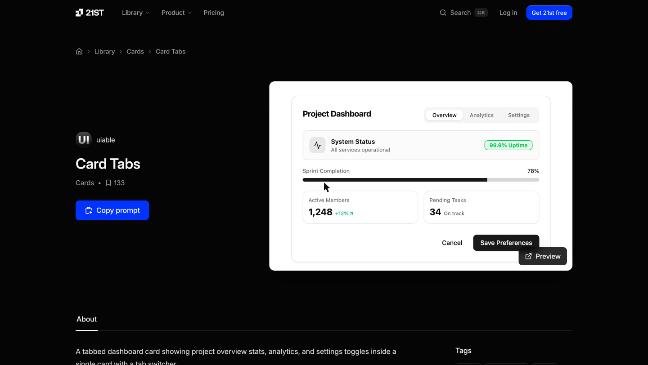 21ST
Library
Product
Pricing
Search
⌘K
Log in
Get 21st free
Library
Cards
Card Tabs
Project Dashboard
Overview
Analytics
Settings
System Status
All services operational
99.9% Uptime
Sprint Completion
78%
Active Members
1,248 +12%
Pending Tasks
34 On track
Cancel
Save Preferences
Preview
UI
uiable
Card Tabs
Cards • 133
Copy prompt
About
A tabbed dashboard card showing project overview stats, analytics, and settings toggles inside a
single card with a tab switcher.
Tags